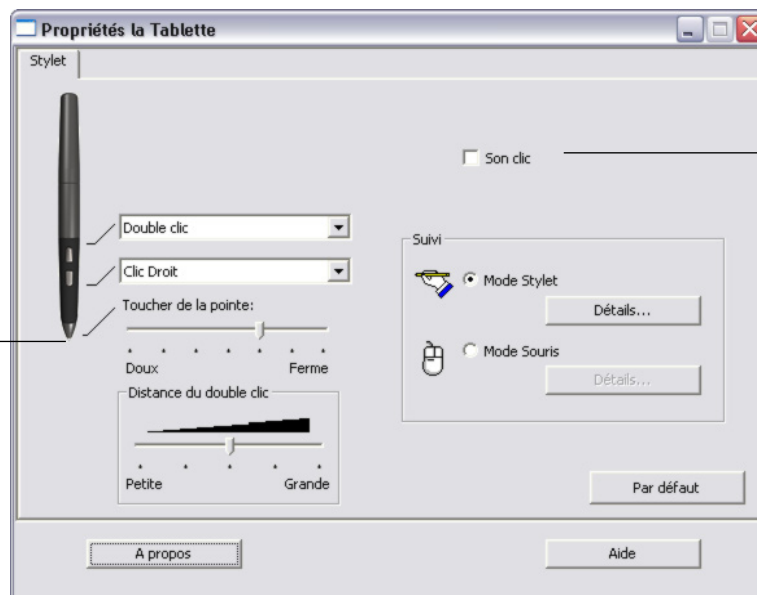 Propriétés la Tablette
Stylet
Son clic
Double clic
Clic Droit
Toucher de la pointe:
Doux Ferme
Distance du double clic
Petite Grande
Suivi
Mode Stylet
Détails...
Mode Souris
Détails...
Par défaut
A propos
Aide